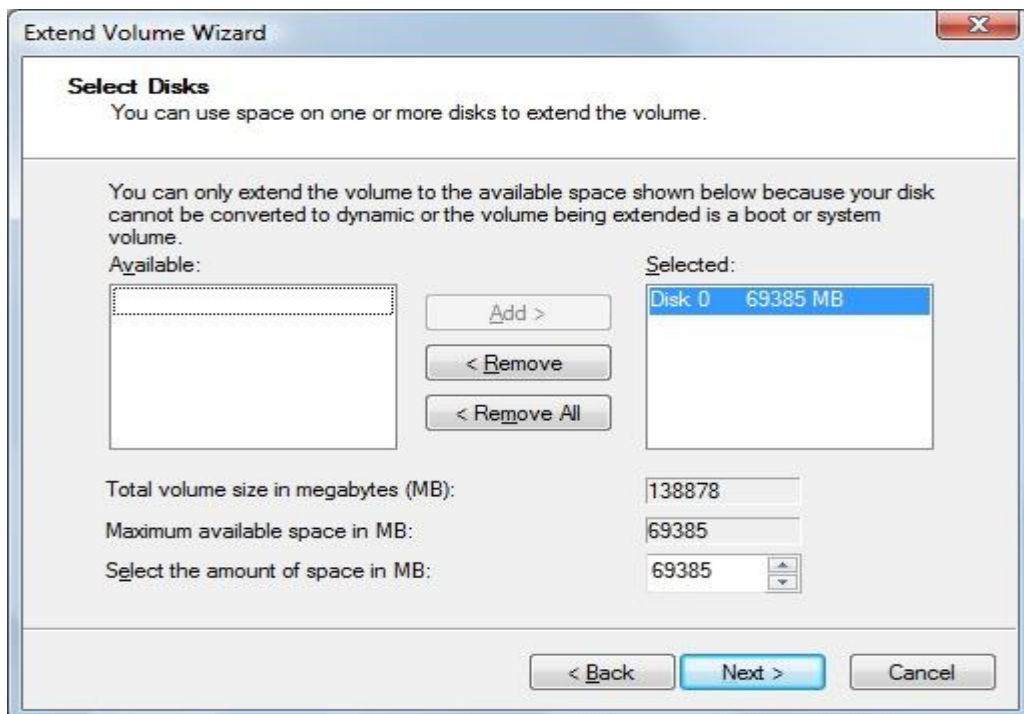 Extend Volume Wizard
Select Disks
You can use space on one or more disks to extend the volume.
You can only extend the volume to the available space shown below because your disk
cannot be converted to dynamic or the volume being extended is a boot or system
volume.
Available:
Selected:
Disk 0 69385 MB
Add >
< Remove
< Remove All
Total volume size in megabytes (MB): 138878
Maximum available space in MB: 69385
Select the amount of space in MB: 69385
< Back Next > Cancel